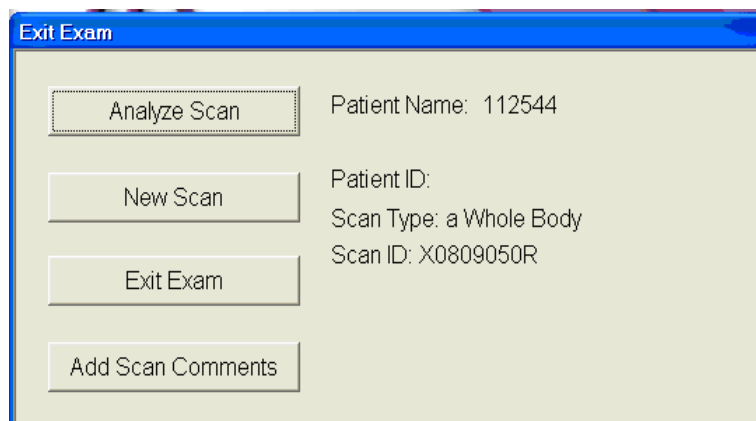 Exit Exam
Analyze Scan
Patient Name: 112544
New Scan
Patient ID:
Scan Type: a Whole Body
Scan ID: X0809050R
Exit Exam
Add Scan Comments